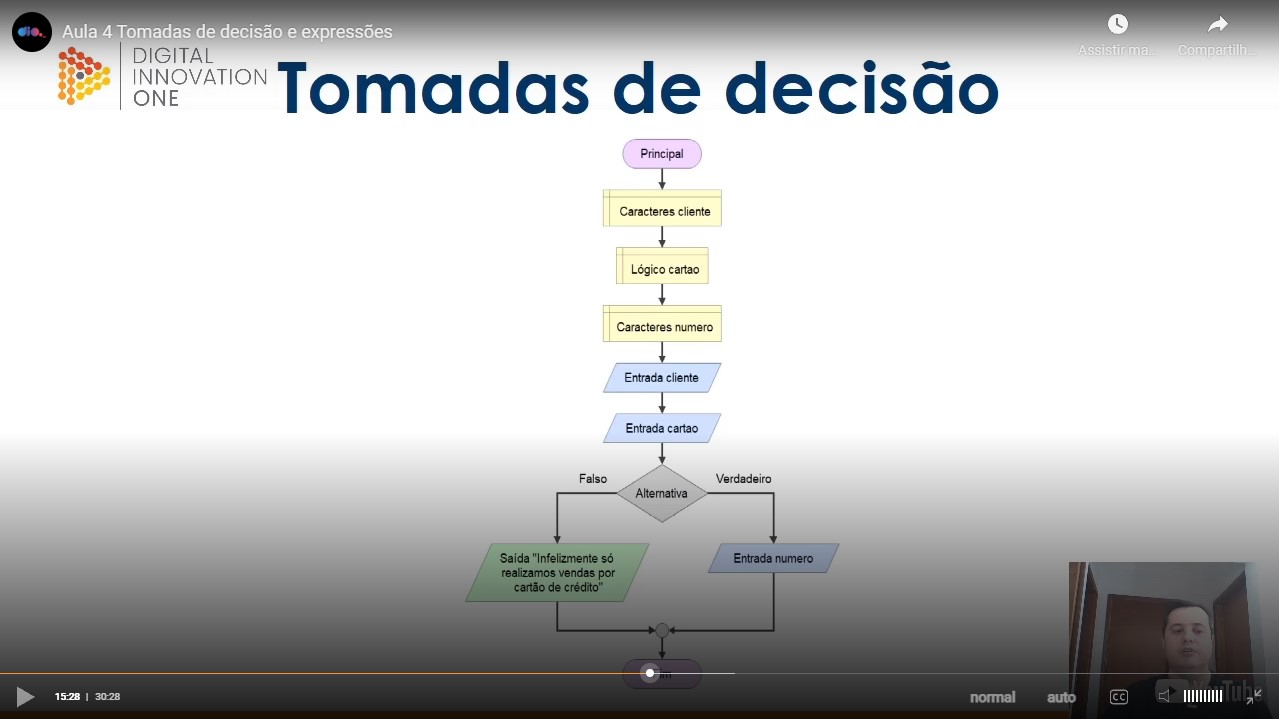 Aula 4 Tomadas de decisão e expressões
Assistir ma...
Compartilh...
DIGITAL
INNOVATION
ONE
Tomadas de decisão
Principal
Caracteres cliente
Lógico cartao
Caracteres numero
Entrada cliente
Entrada cartao
Falso
Alternativa
Verdadeiro
Saída "Infelizmente só
realizamos vendas por
cartão de crédito"
Entrada numero
15:28 | 30:28
normal
auto
CC